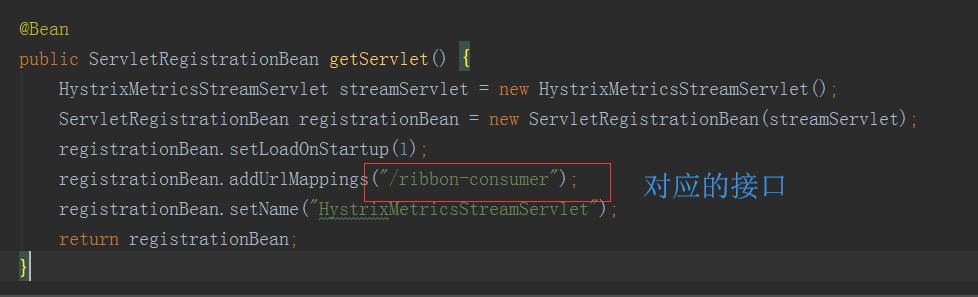 @Bean
public ServletRegistrationBean getServlet() {
HystrixMetricsStreamServlet streamServlet = new HystrixMetricsStreamServlet();
ServletRegistrationBean registrationBean = new ServletRegistrationBean(streamServlet);
registrationBean.setLoadOnStartup(1);
registrationBean.addUrlMappings("/ribbon-consumer"); 对应的接口
registrationBean.setName("HystrixMetricsStreamServlet");
return registrationBean;
}